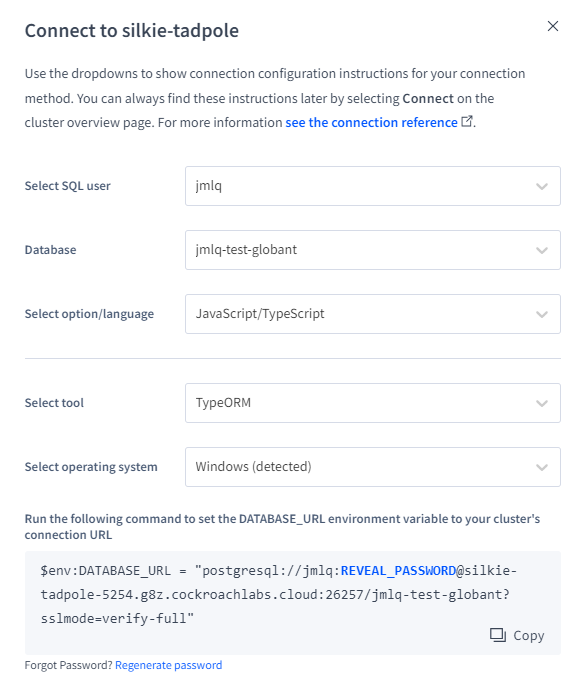 Connect to silkie-tadpole
Use the dropdowns to show connection configuration instructions for your connection
method. You can always find these instructions later by selecting Connect on the
cluster overview page. For more information see the connection reference.
Select SQL user
jmlq
Database
jmlq-test-globant
Select option/language
JavaScript/TypeScript
Select tool
TypeORM
Select operating system
Windows (detected)
Run the following command to set the DATABASE_URL environment variable to your cluster's
connection URL
$env:DATABASE_URL = "postgresql://jmlq:REVEAL_PASSWORD@silkie-
tadpole-5254.g8z.cockroachlabs.cloud:26257/jmlq-test-globant?
sslmode=verify-full"
Copy
Forgot Password? Regenerate password